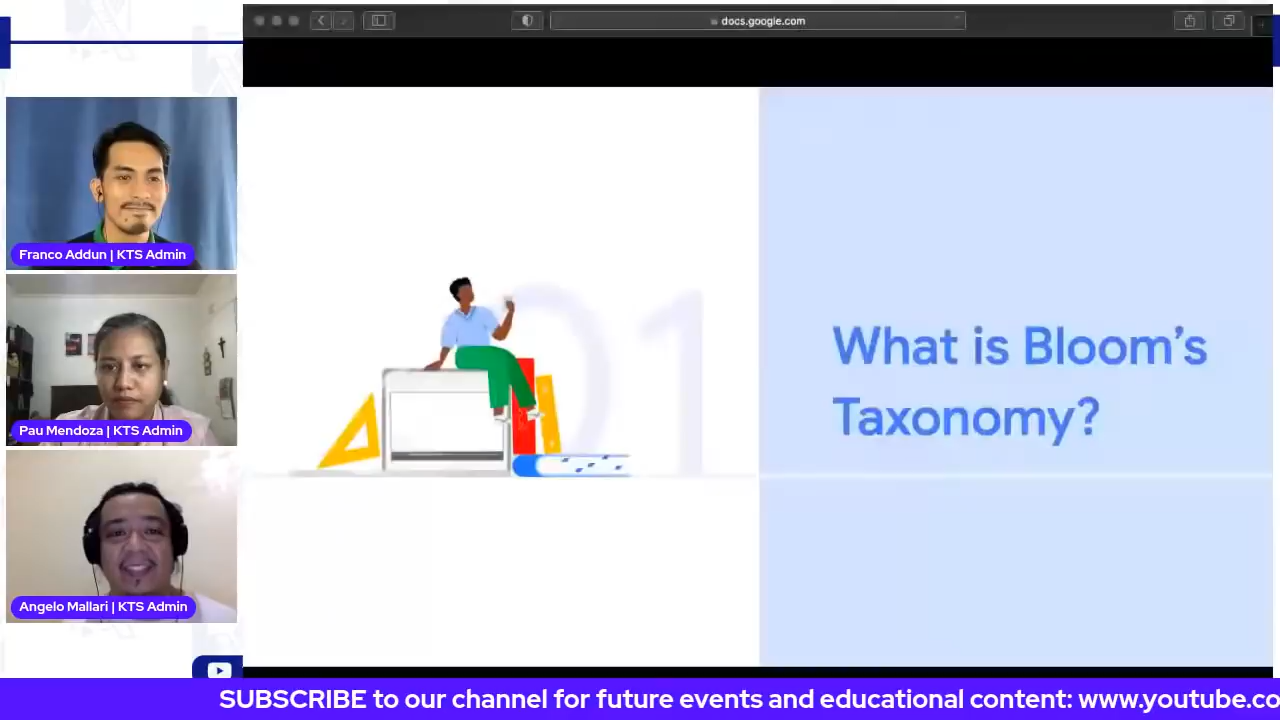 docs.google.com
Franco Addun | KTS Admin
Pau Mendoza | KTS Admin
Angelo Mallari | KTS Admin
01
What is Bloom's
Taxonomy?
SUBSCRIBE to our channel for future events and educational content: www.youtube.co